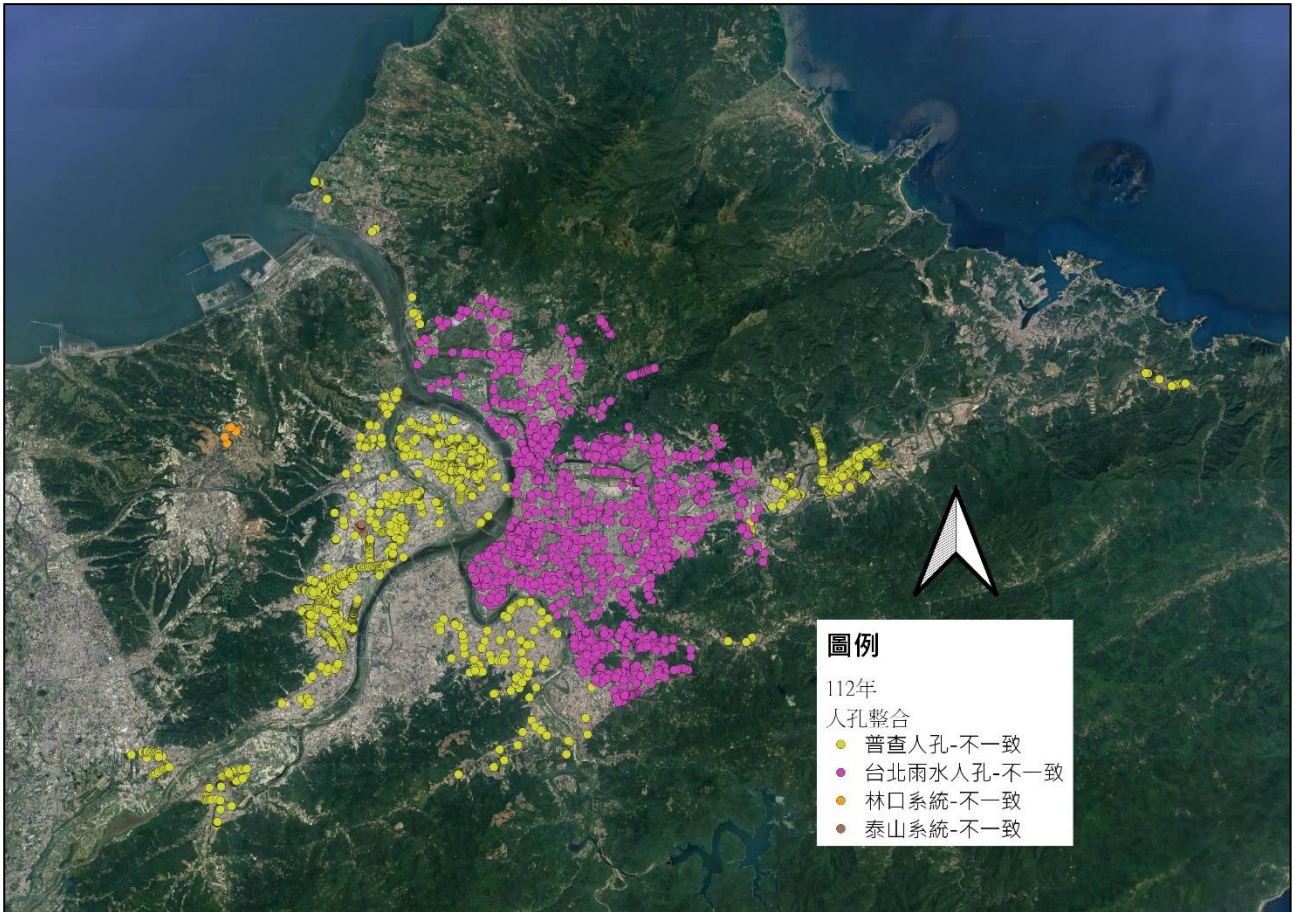 圖例
112年
人孔整合
普查人孔-不一致
台北雨水人孔-不一致
林口系統-不一致
泰山系統-不一致